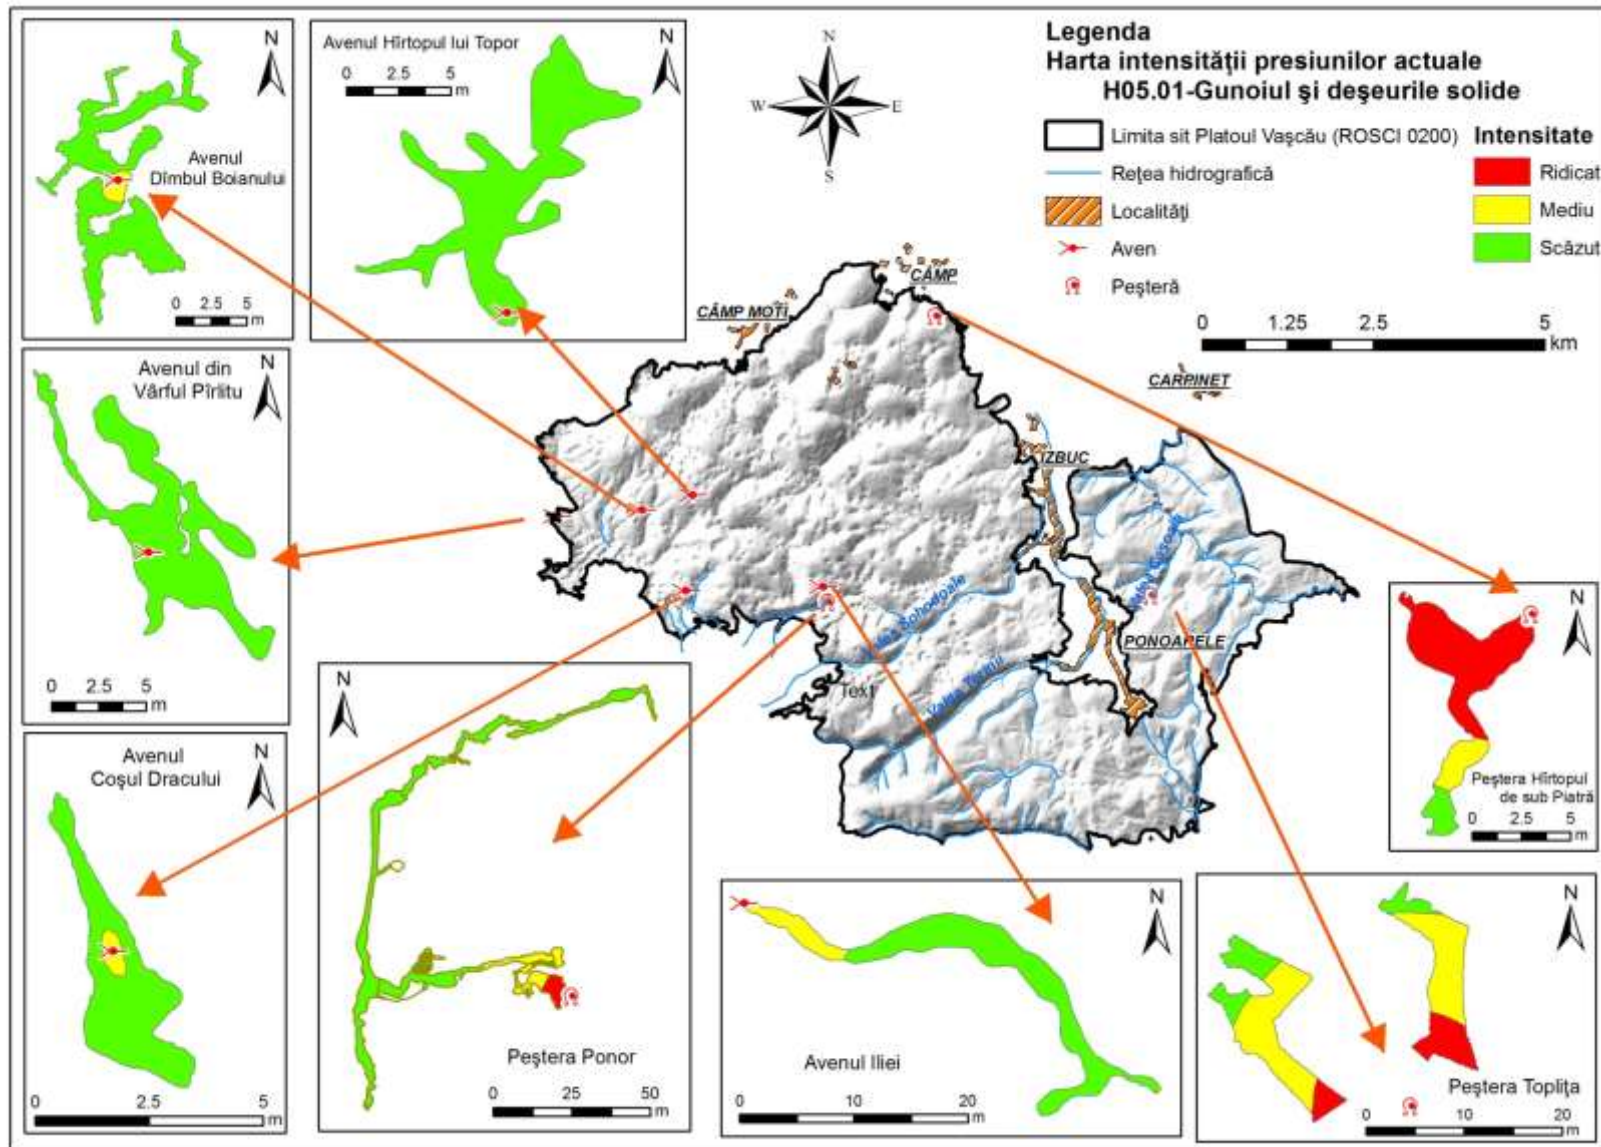 Legenda
Harta intensității presiunilor actuale
H05.01-Gunoiul și deșeurile solide
Limita sit Platoul Vașcău (ROSCI 0200)
Rețea hidrografică
Localități
Aven
Peșteră
Intensitate
Ridicat
Mediu
Scăzut
0 1.25 2.5 5
km
N
W E
S
N
Avenul
Dîmbul Boianului
0 2.5 5
m
Avenul Hîrtopul lui Topor
N
0 2.5 5
m
Avenul din
Vârful Pîrlitu
N
0 2.5 5
m
Avenul
Coșul Dracului
N
0 2.5 5
m
N
Peștera Ponor
0 25 50
m
N
Avenul Iliei
0 10 20
m
N
Peștera Toplița
0 10 20
m
N
Peștera Hîrtopul
de sub Piatră
0 2.5 5
m
CÂMP
CÂMP MOȚI
CARPINET
IZBUC
PONOARELE
Valea Sohodoale
Text
Valea